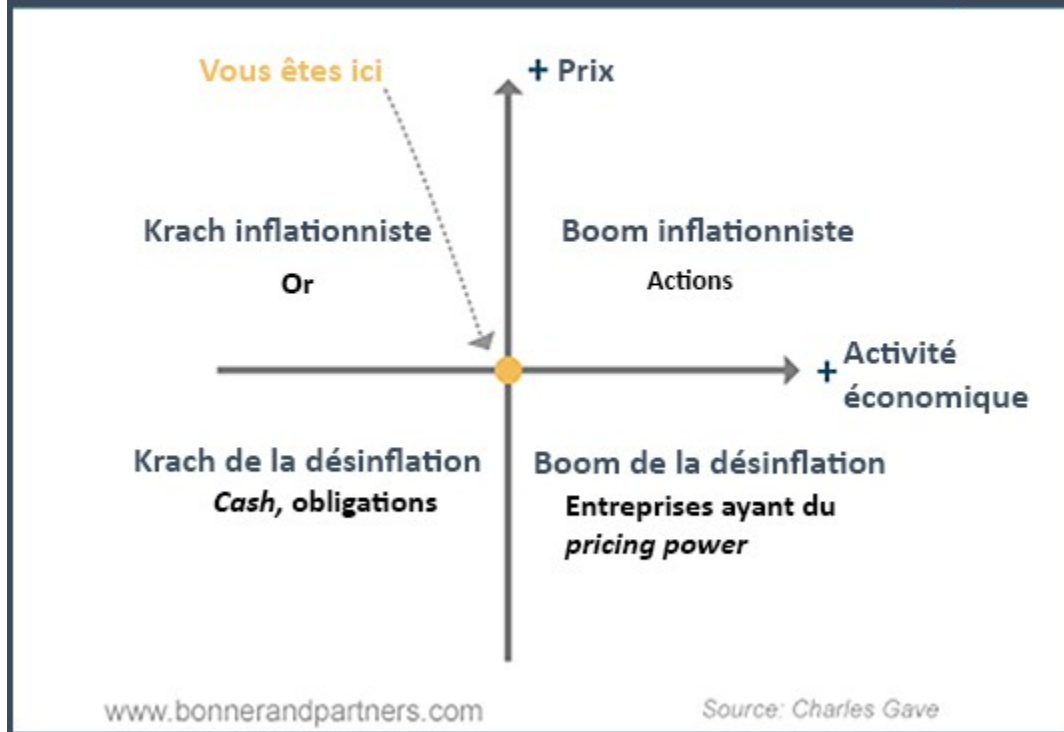 Vous êtes ici
+ Prix
Krach inflationniste
Or
Boom inflationniste
Actions
+ Activité
économique
Krach de la désinflation
Cash, obligations
Boom de la désinflation
Entreprises ayant du
pricing power
www.bonnerandpartners.com
Source: Charles Gave